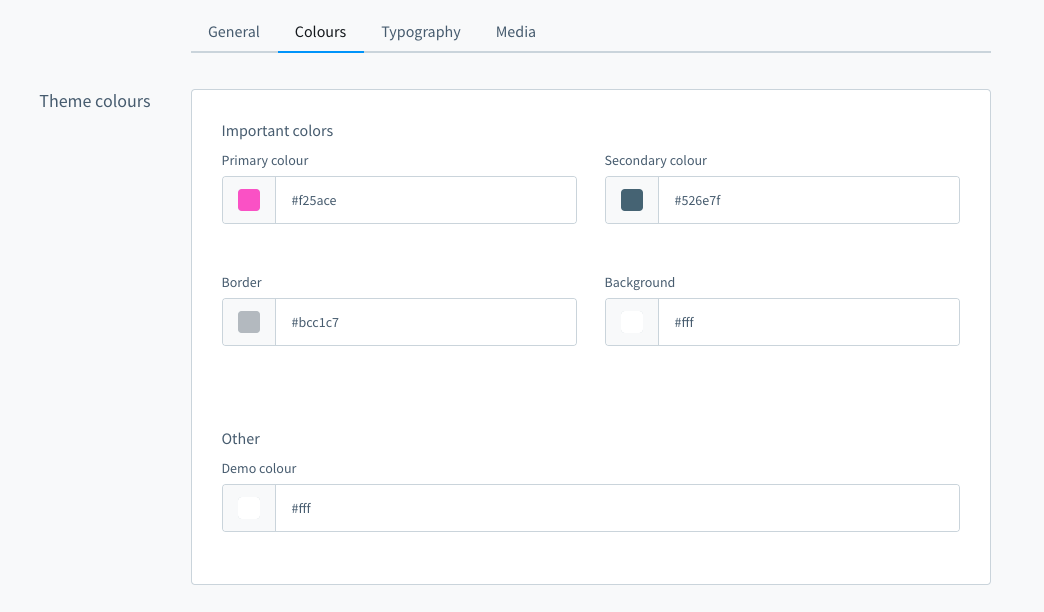 General Colours Typography Media
Theme colours
Important colors
Primary colour Secondary colour
#f25ace #526e7f
Border Background
#bcc1c7 #fff
Other
Demo colour
#fff